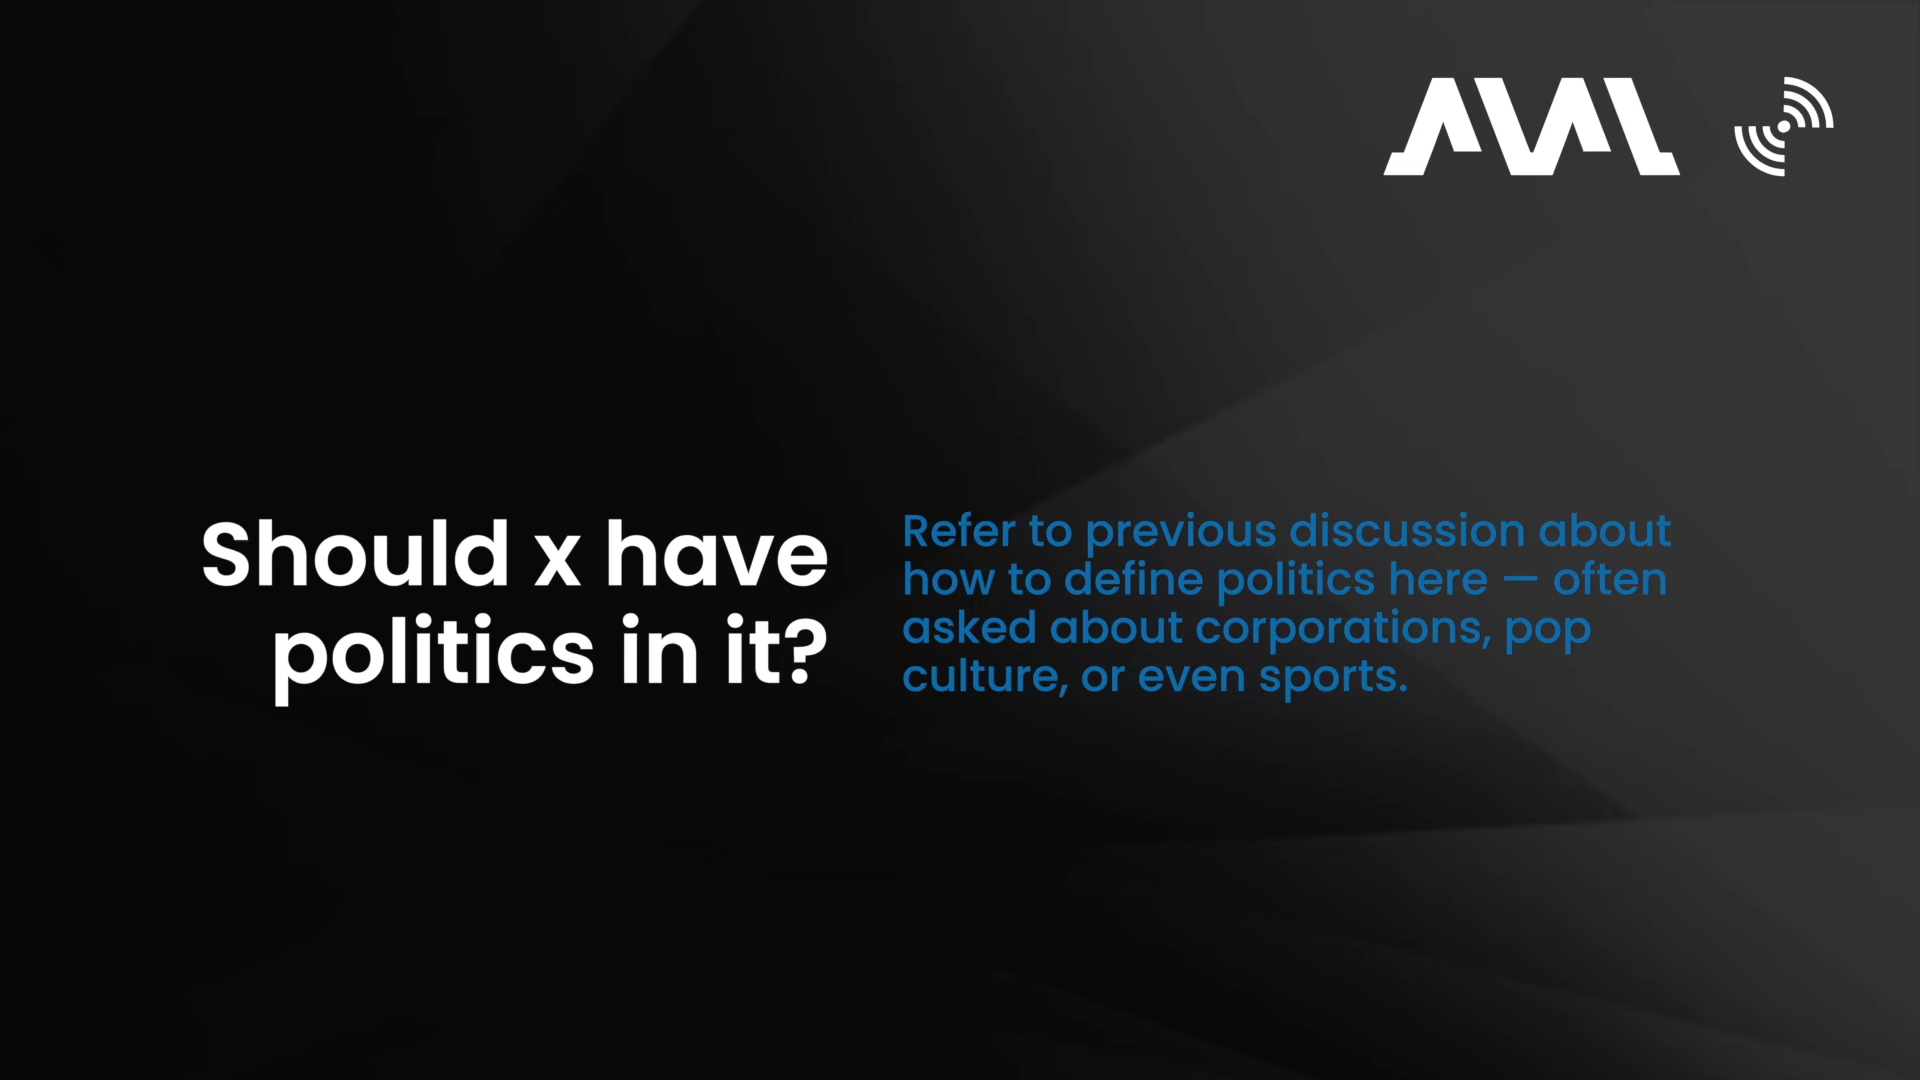 Should x have
politics in it?
Refer to previous discussion about
how to define politics here — often
asked about corporations, pop
culture, or even sports.